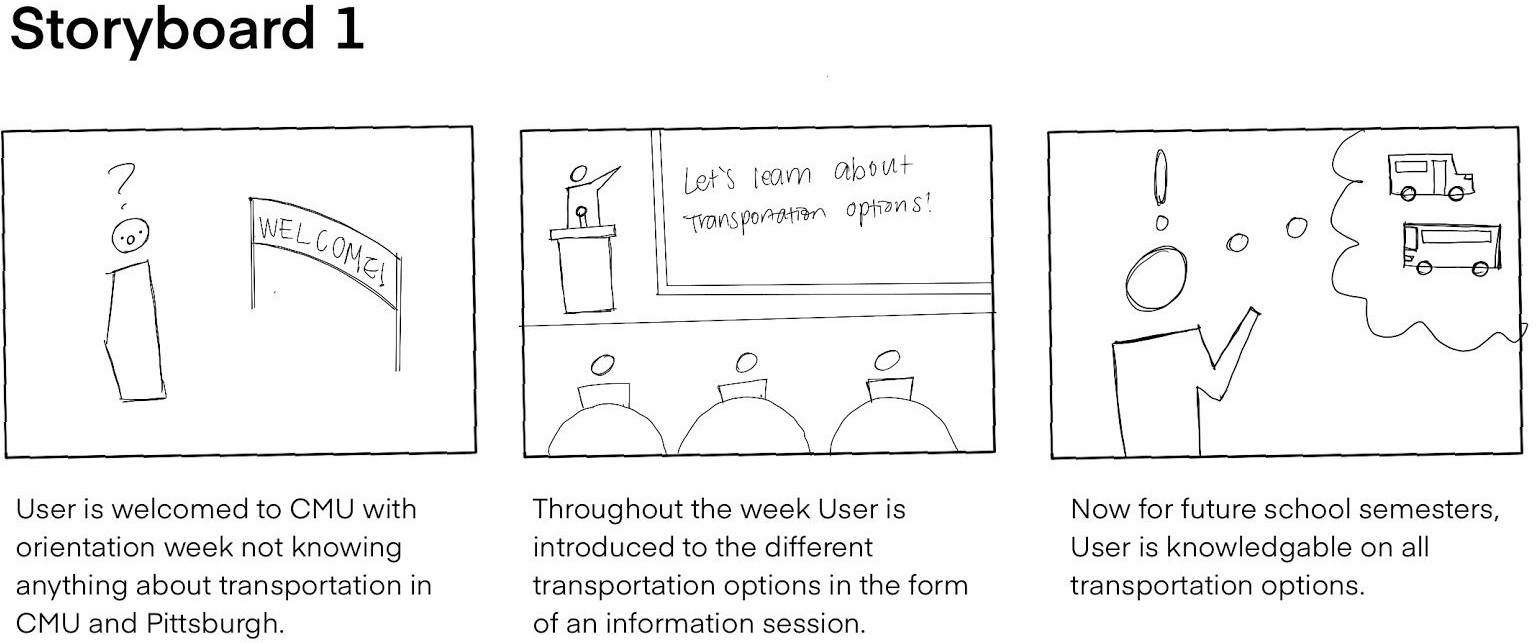 Storyboard 1
?
WELCOME!
Let's learn about
transportation options!
!
User is welcomed to CMU with
orientation week not knowing
anything about transportation in
CMU and Pittsburgh.
Throughout the week User is
introduced to the different
transportation options in the form
of an information session.
Now for future school semesters,
User is knowledgable on all
transportation options.